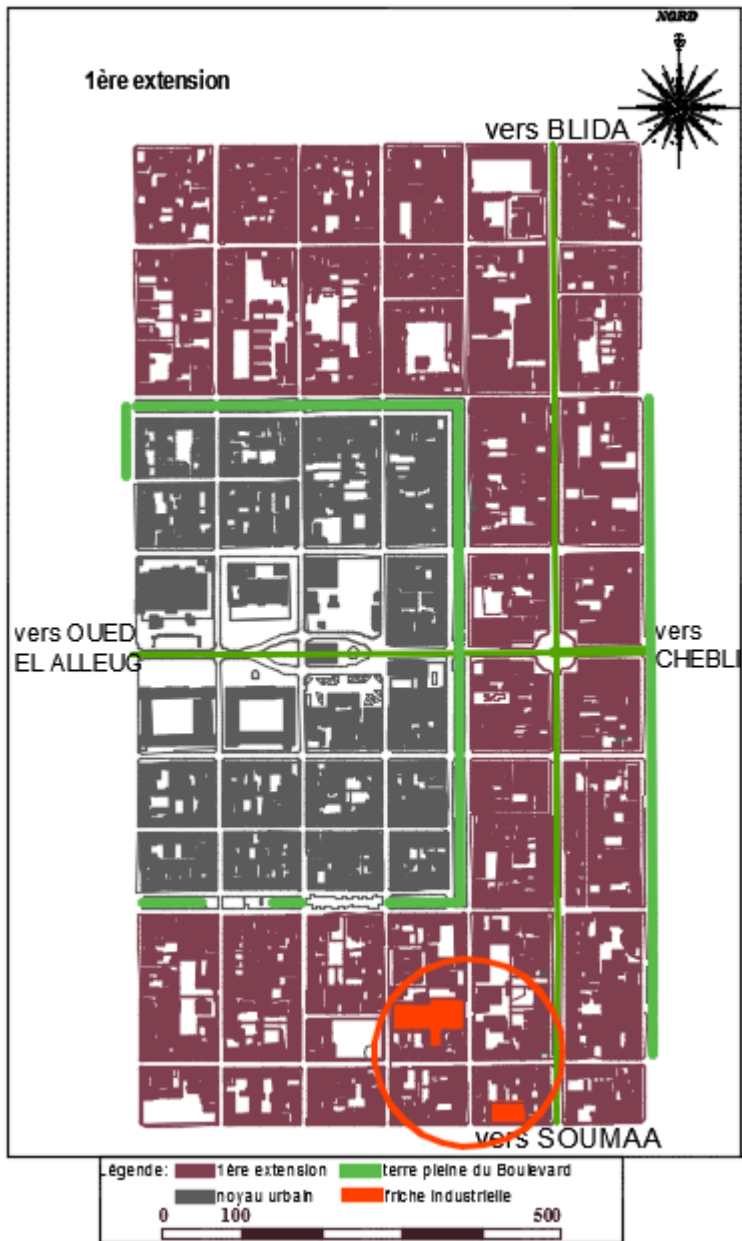 NORD
1ère extension
vers BLIDA
vers OUED
EL ALLEUG
vers
CHEBLI
vers SOUMAA
Légende: 1ère extension terre pleine du Boulevard
noyau urbain friche industrielle
0 100 500